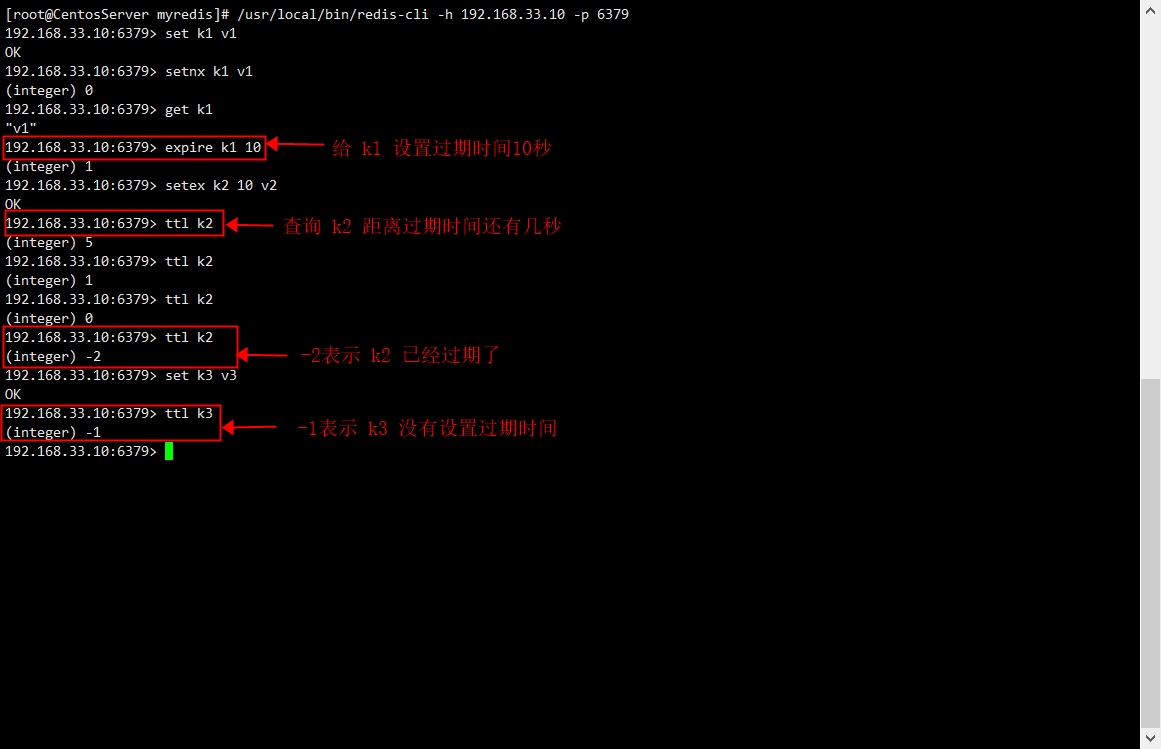 [root@CentosServer myredis]# /usr/local/bin/redis-cli -h 192.168.33.10 -p 6379
192.168.33.10:6379> set k1 v1
OK
192.168.33.10:6379> setnx k1 v1
(integer) 0
192.168.33.10:6379> get k1
"v1"
192.168.33.10:6379> expire k1 10 给 k1 设置过期时间10秒
(integer) 1
192.168.33.10:6379> setex k2 10 v2
OK
192.168.33.10:6379> ttl k2 查询 k2 距离过期时间还有几秒
(integer) 5
192.168.33.10:6379> ttl k2
(integer) 1
192.168.33.10:6379> ttl k2
(integer) 0
192.168.33.10:6379> ttl k2
(integer) -2 -2表示 k2 已经过期了
192.168.33.10:6379> set k3 v3
OK
192.168.33.10:6379> ttl k3
(integer) -1 -1表示 k3 没有设置过期时间
192.168.33.10:6379>